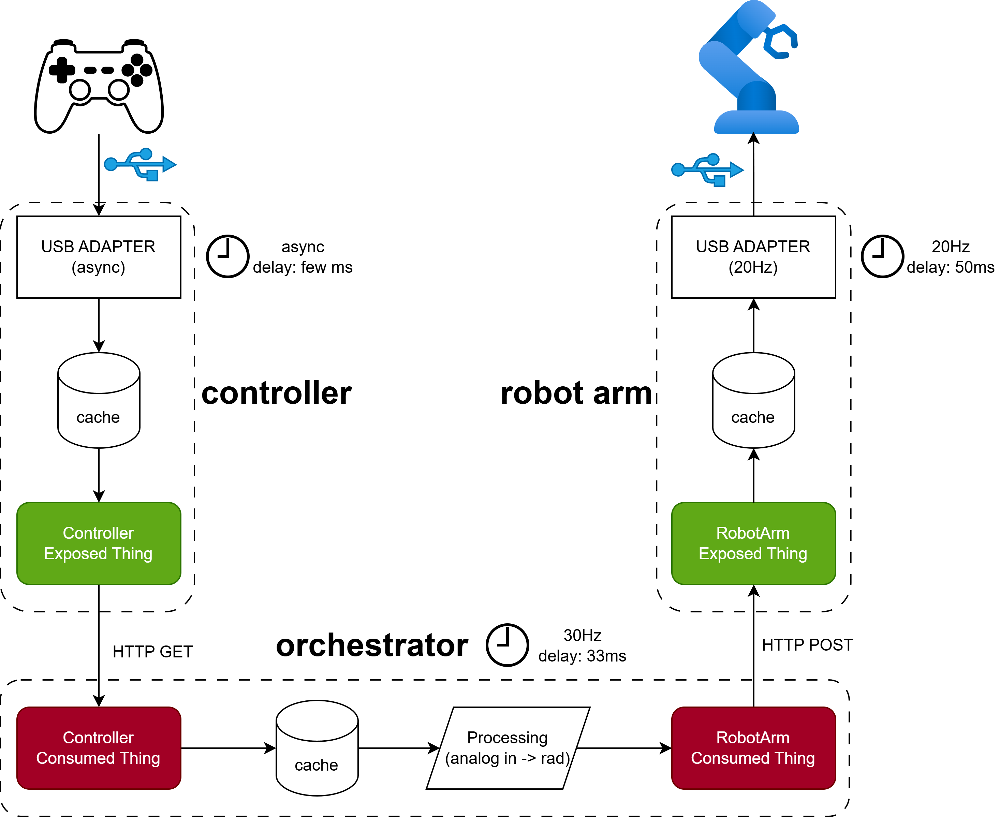 USB ADAPTER
(async)
async
delay: few ms
USB ADAPTER
(20Hz)
20Hz
delay: 50ms
cache
controller
robot arm
cache
Controller
Exposed Thing
RobotArm
Exposed Thing
HTTP GET
orchestrator
30Hz
delay: 33ms
HTTP POST
Controller
Consumed Thing
cache
Processing
(analog in -> rad)
RobotArm
Consumed Thing